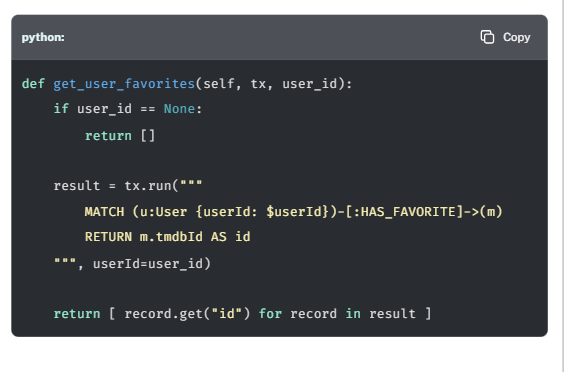 python:
Copy
def get_user_favorites(self, tx, user_id):
    if user_id == None:
        return []
    result = tx.run("""
        MATCH (u:User {userId: $userId})-[:HAS_FAVORITE]->(m)
        RETURN m.tmdbId AS id
    """, userId=user_id)
    return [ record.get("id") for record in result ]